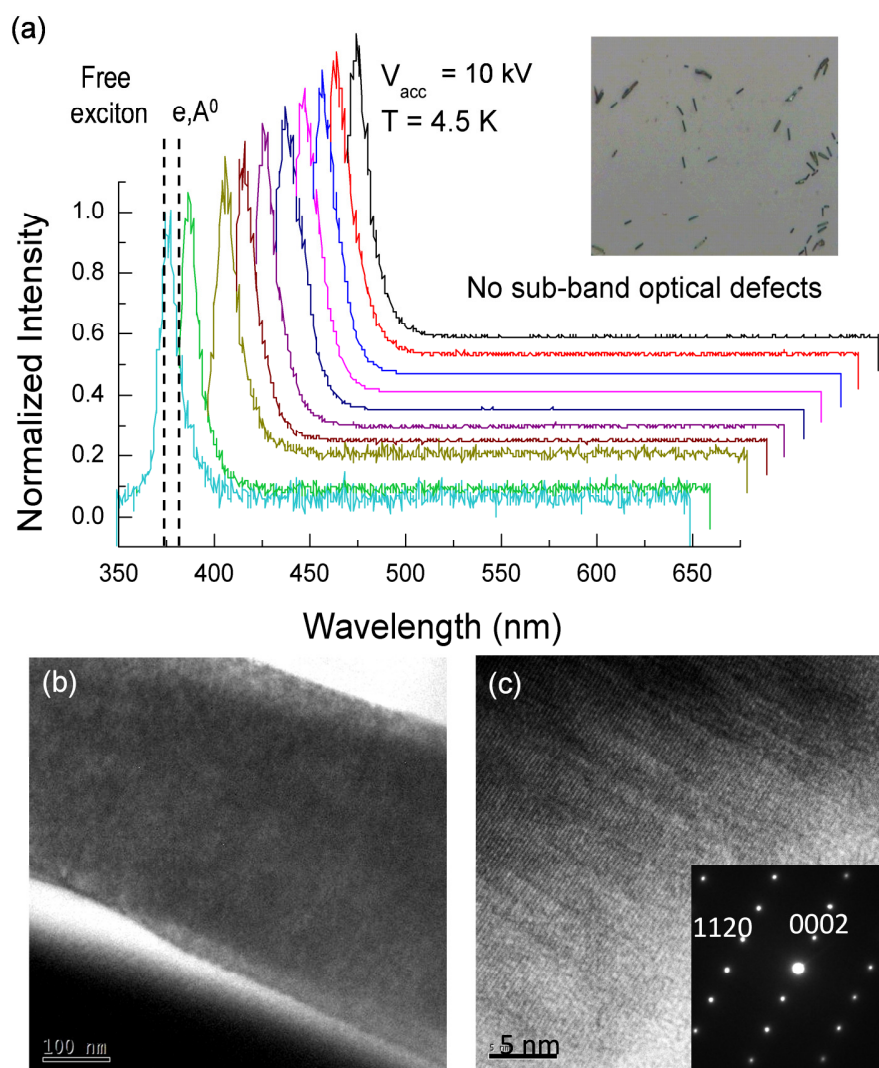 (a)
Free
exciton
e,A⁰
V_acc = 10 kV
T = 4.5 K
No sub-band optical defects
Normalized Intensity
1.0
0.8
0.6
0.4
0.2
0.0
350 400 450 500 550 600 650
Wavelength (nm)
(b)
100 nm
(c)
1120
0002
5 nm